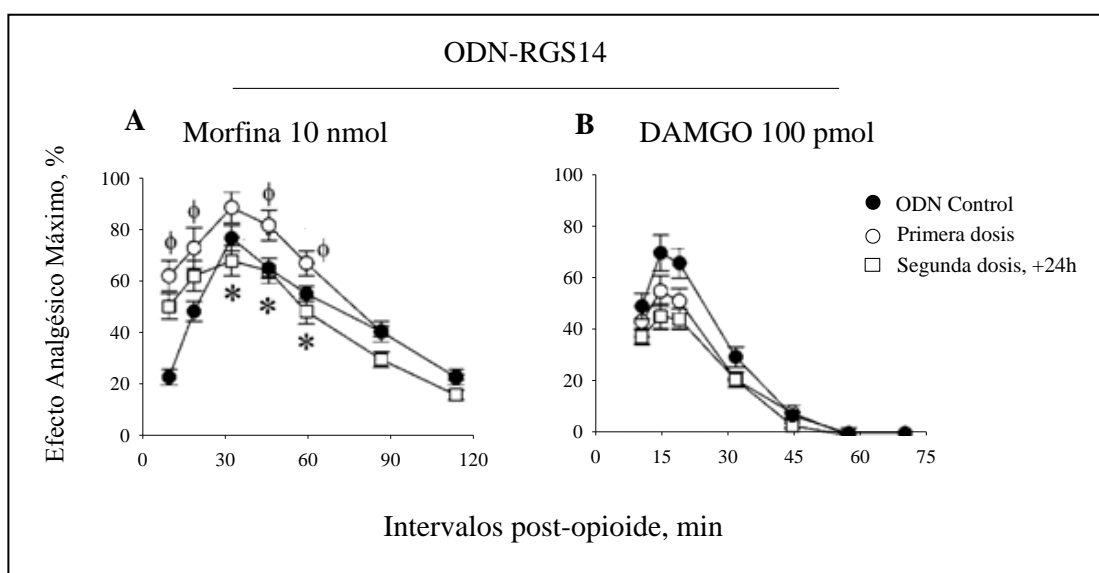 ODN-RGS14
A Morfina 10 nmol
B DAMGO 100 pmol
Efecto Analgésico Máximo, %
100
80
60
40
20
0
ϕ ϕ ϕ ϕ
* * *
0 30 60 90 120
100
80
60
40
20
0
0 15 30 45 60 75
ODN Control
Primera dosis
Segunda dosis, +24h
Intervalos post-opioide, min